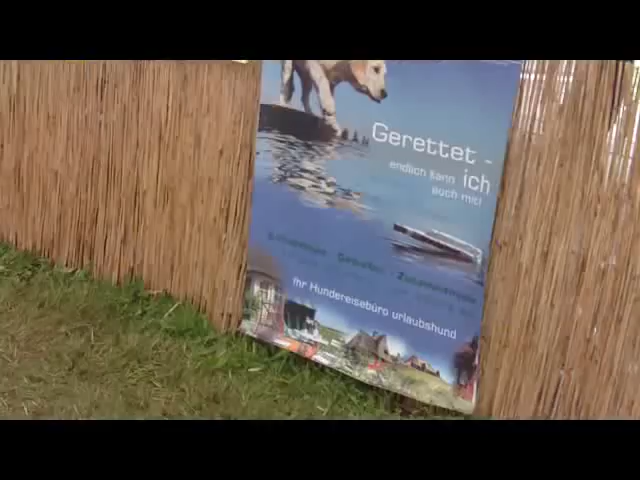 Gerettet -
endlich kann ich
auch mit!
Ihr Hundereisebüro urlaubshund